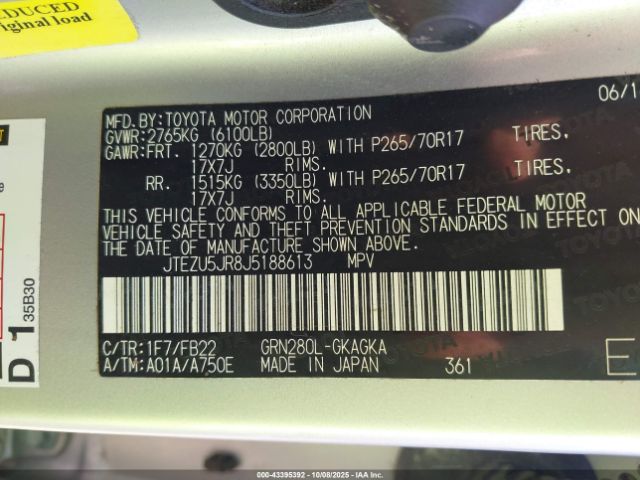 EDUCED
iginal load
D 1
35B30
06/1
MFD. BY: TOYOTA MOTOR CORPORATION
GVWR: 2765KG (6100LB)
GAWR: FRT. 1270KG (2800LB) WITH P265/70R17 TIRES,
17X7J RIMS.
RR. 1515KG (3350LB) WITH P265/70R17 TIRES,
17X7J RIMS.
THIS VEHICLE CONFORMS TO ALL APPLICABLE FEDERAL MOTOR
VEHICLE SAFETY AND THEFT PREVENTION STANDARDS IN EFFECT ON
THE DATE OF MANUFACTURE SHOWN ABOVE.
JTEZU5JR8J5188613 MPV
C/TR: 1F7/FB22 GRN280L-GKAGKA
A/TM: A01A/A750E MADE IN JAPAN 361 E
000-43395392 10/08/2025 IAAI, Inc.